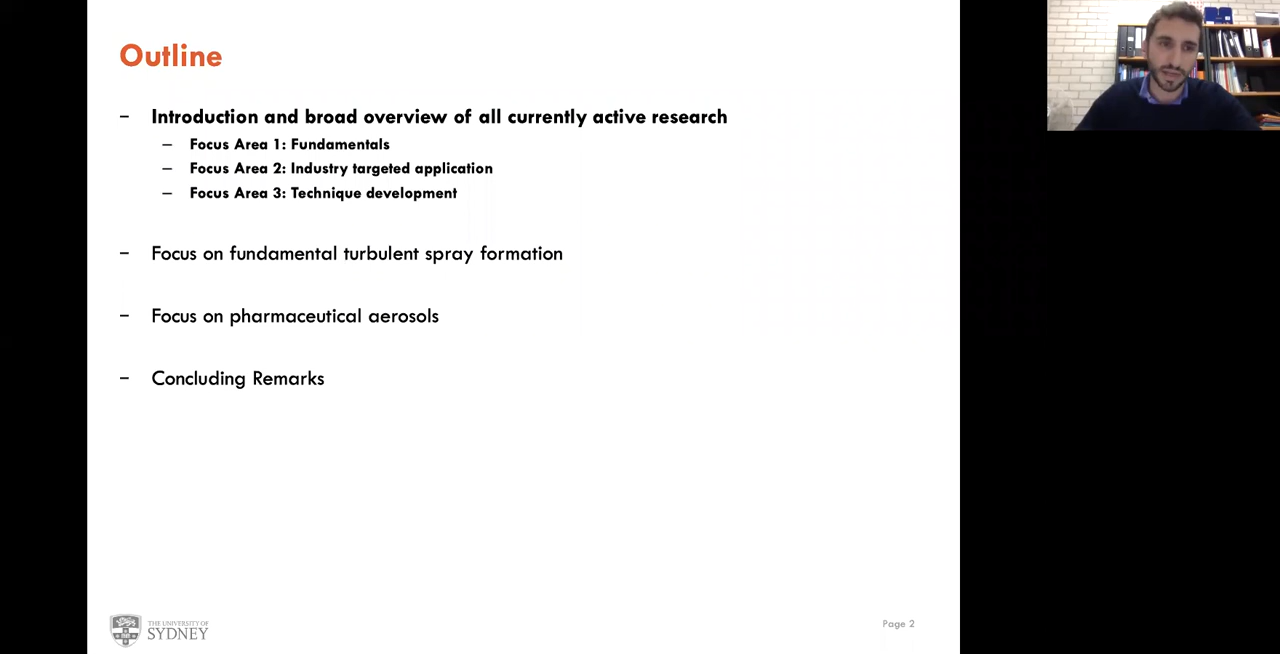 Outline
– Introduction and broad overview of all currently active research
– Focus Area 1: Fundamentals
– Focus Area 2: Industry targeted application
– Focus Area 3: Technique development
– Focus on fundamental turbulent spray formation
– Focus on pharmaceutical aerosols
– Concluding Remarks
THE UNIVERSITY OF
SYDNEY
Page 2